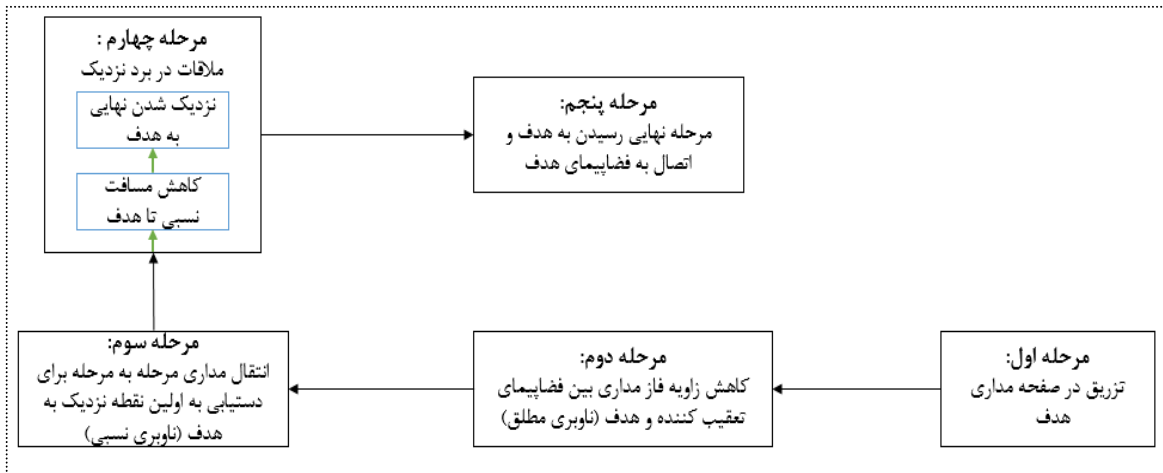 مرحله اول:
تزریق در صفحه مداری
هدف
مرحله دوم:
کاهش زاویه فاز مداری بین فضاپیمای
تعقیب کننده و هدف (ناوبری مطلق)
مرحله سوم:
انتقال مداری مرحله به مرحله برای
دستیابی به اولین نقطه نزدیک به
هدف (ناوبری نسبی)
مرحله چهارم :
ملاقات در برد نزدیک
کاهش مسافت
نسبی تا هدف
نزدیک شدن نهایی
به هدف
مرحله پنجم:
مرحله نهایی رسیدن به هدف و
اتصال به فضاپیمای هدف